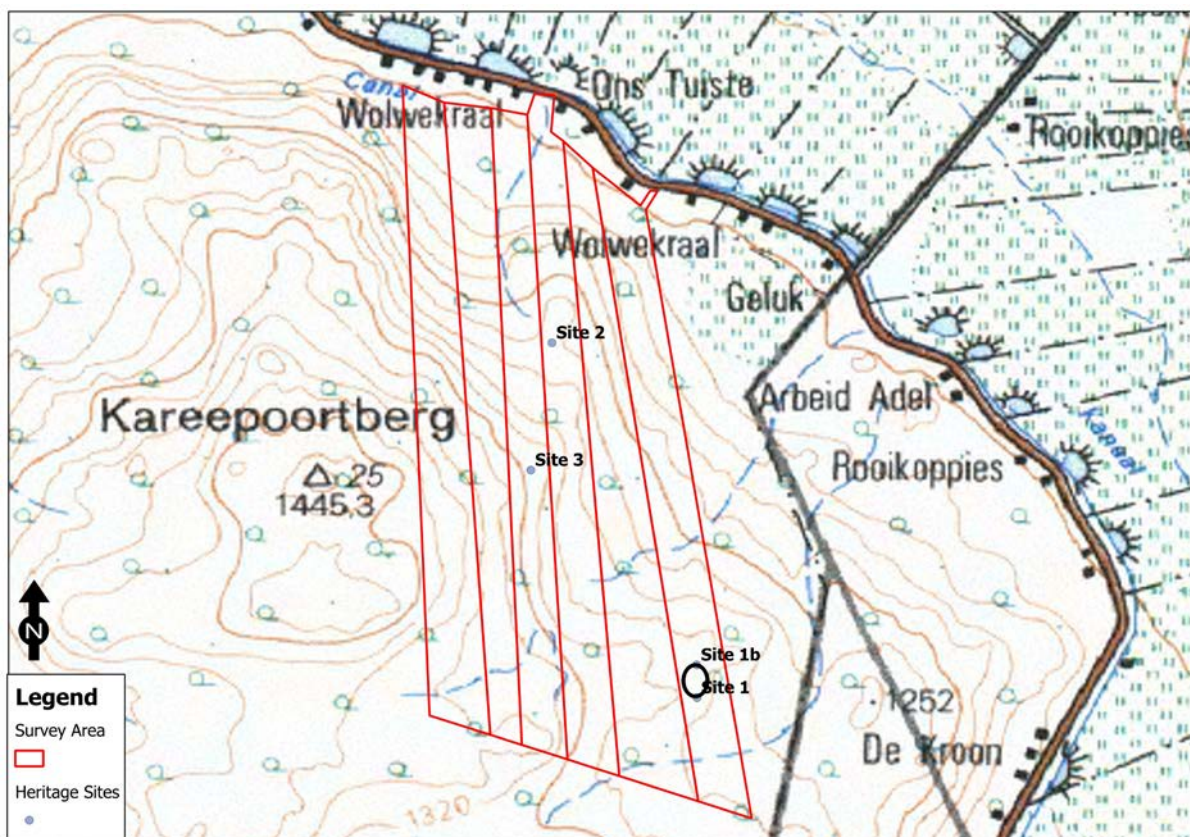 Canal
Ons Tuiste
Wolwekraal
Rooikoppies
Wolwekraal
Geluk
Site 2
Arbeid Adel
Kareepoortberg
Kanaal
Site 3
Rooikoppies
25
1445,3
N
Site 1b
Site 1
1252
De Kroon
Legend
Survey Area
Heritage Sites
1320